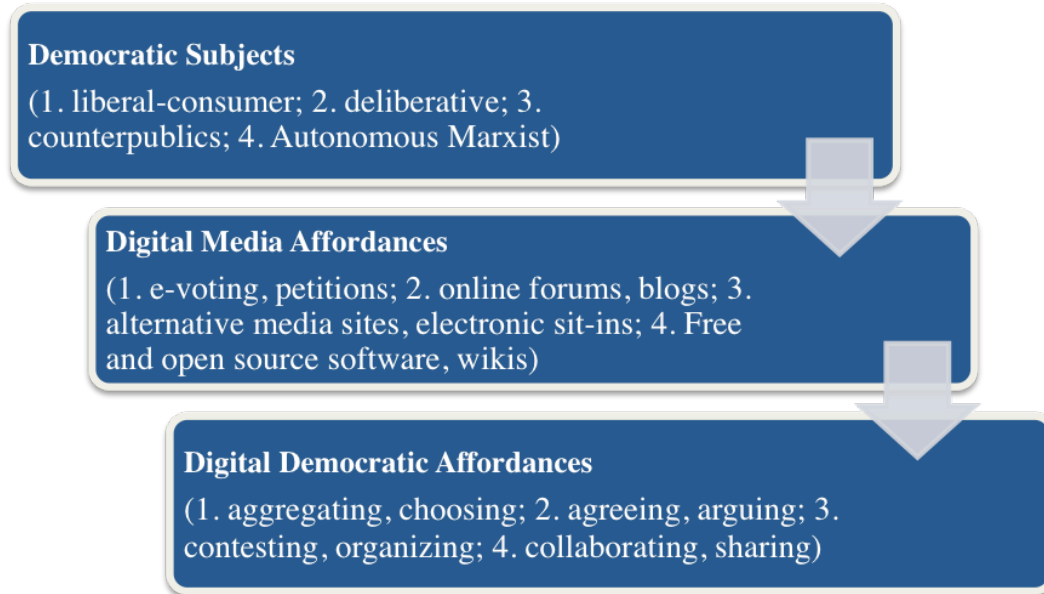 Democratic Subjects
(1. liberal-consumer; 2. deliberative; 3.
counterpublics; 4. Autonomous Marxist)
Digital Media Affordances
(1. e-voting, petitions; 2. online forums, blogs; 3.
alternative media sites, electronic sit-ins; 4. Free
and open source software, wikis)
Digital Democratic Affordances
(1. aggregating, choosing; 2. agreeing, arguing; 3.
contesting, organizing; 4. collaborating, sharing)